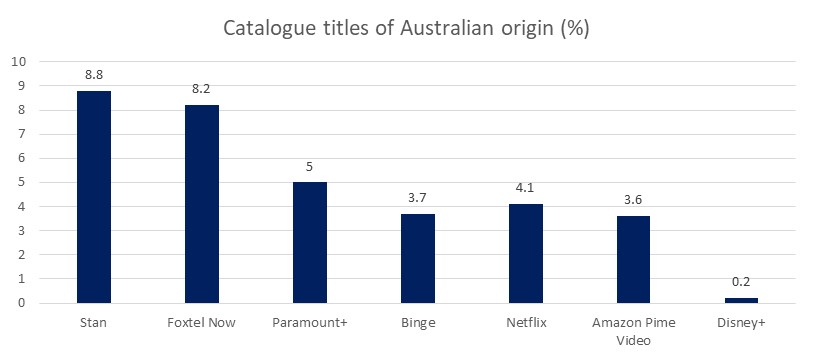 Catalogue titles of Australian origin (%)
10
9
8
7
6
5
4
3
2
1
0
8.8
8.2
5
3.7
4.1
3.6
0.2
Stan
Foxtel Now
Paramount+
Binge
Netflix
Amazon Pime
Video
Disney+